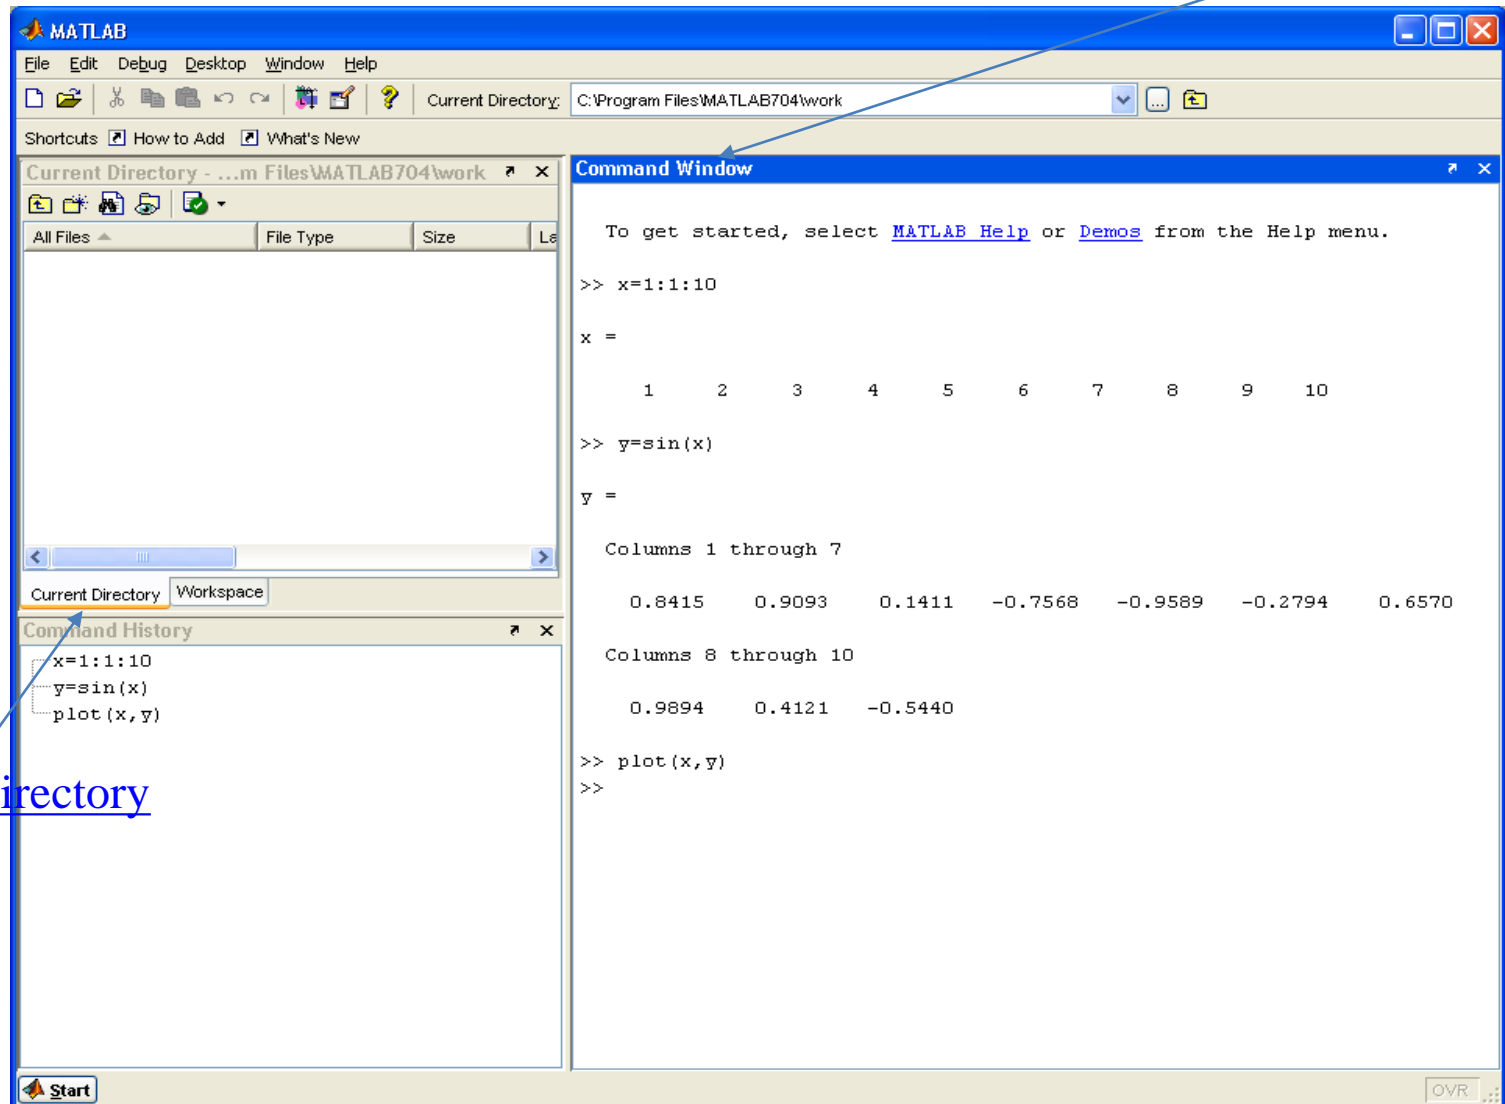 MATLAB
File Edit Debug Desktop Window Help
Current Directory: C:\Program Files\MATLAB704\work ...
Shortcuts How to Add What's New
Current Directory - ...m Files\MATLAB704\work
All Files File Type Size La
Current Directory Workspace
Command History
x=1:1:10
y=sin(x)
plot(x,y)
irectory
Command Window
To get started, select MATLAB Help or Demos from the Help menu.
>> x=1:1:10
x =
1 2 3 4 5 6 7 8 9 10
>> y=sin(x)
y =
Columns 1 through 7
0.8415 0.9093 0.1411 -0.7568 -0.9589 -0.2794 0.6570
Columns 8 through 10
0.9894 0.4121 -0.5440
>> plot(x,y)
>>
Start
OVR